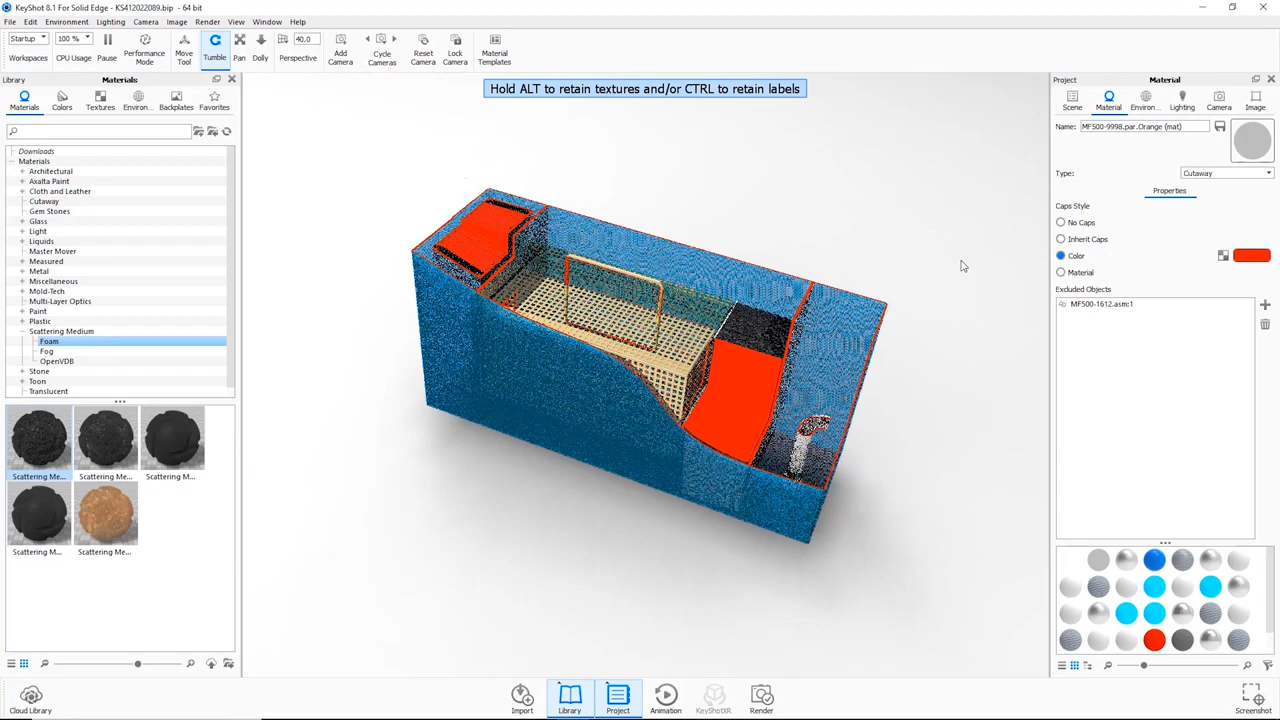 KeyShot 8.1 For Solid Edge - KS412022089.bip - 64 bit
File Edit Environment Lighting Camera Image Render View Window Help
Startup 100 % 40.0
Workspaces CPU Usage Pause Performance Mode Move Tool Tumble Pan Dolly Perspective Add Camera Cycle Cameras Reset Camera Lock Camera Material Templates
Library Materials
Materials Colors Textures Environ... Backplates Favorites
Downloads
Materials
Architectural
Axalta Paint
Cloth and Leather
Cutaway
Gem Stones
Glass
Light
Liquids
Master Mover
Measured
Metal
Miscellaneous
Mold-Tech
Multi-Layer Optics
Paint
Plastic
Scattering Medium
Foam
Fog
OpenVDB
Stone
Toon
Translucent
Scattering Me... Scattering Me... Scattering M...
Scattering M... Scattering Me...
Hold ALT to retain textures and/or CTRL to retain labels
Project Material
Scene Material Environ... Lighting Camera Image
Name: MF500-9998.par.Orange (mat)
Type: Cutaway
Properties
Caps Style
No Caps
Inherit Caps
Color
Material
Excluded Objects
MF500-1612.asm:1
Cloud Library Import Library Project Animation KeyShotXR Render Screenshot